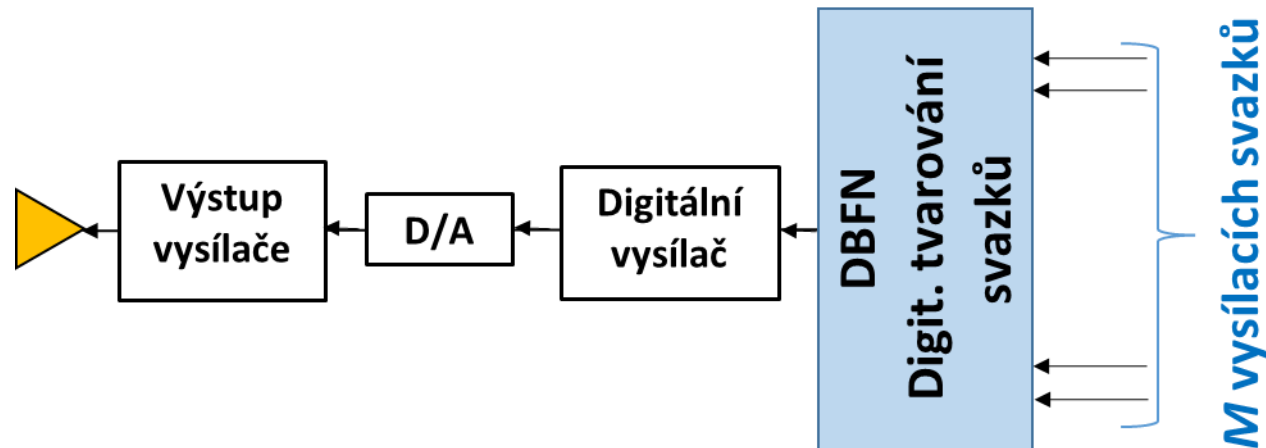 Výstup
vysílače
D/A
Digitální
vysílač
DBFN
Digit. tvarování
svazků
M vysílacích svazků